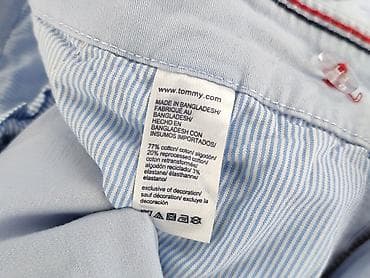 www.tommy.com
MADE IN BANGLADESH/
FABRIQUÉ AU
BANGLADESH/
HECHO EN
BANGLADESH CON
INSUMOS IMPORTADOS/
77% cotton/coton/algodón
20% reprocessed cotton/
coton retransformés/
algodón reciclado/ 3%
elastane/ élasthanne/
elastano/
exclusive of decoration/
sauf décoration/ excluye la
decoración